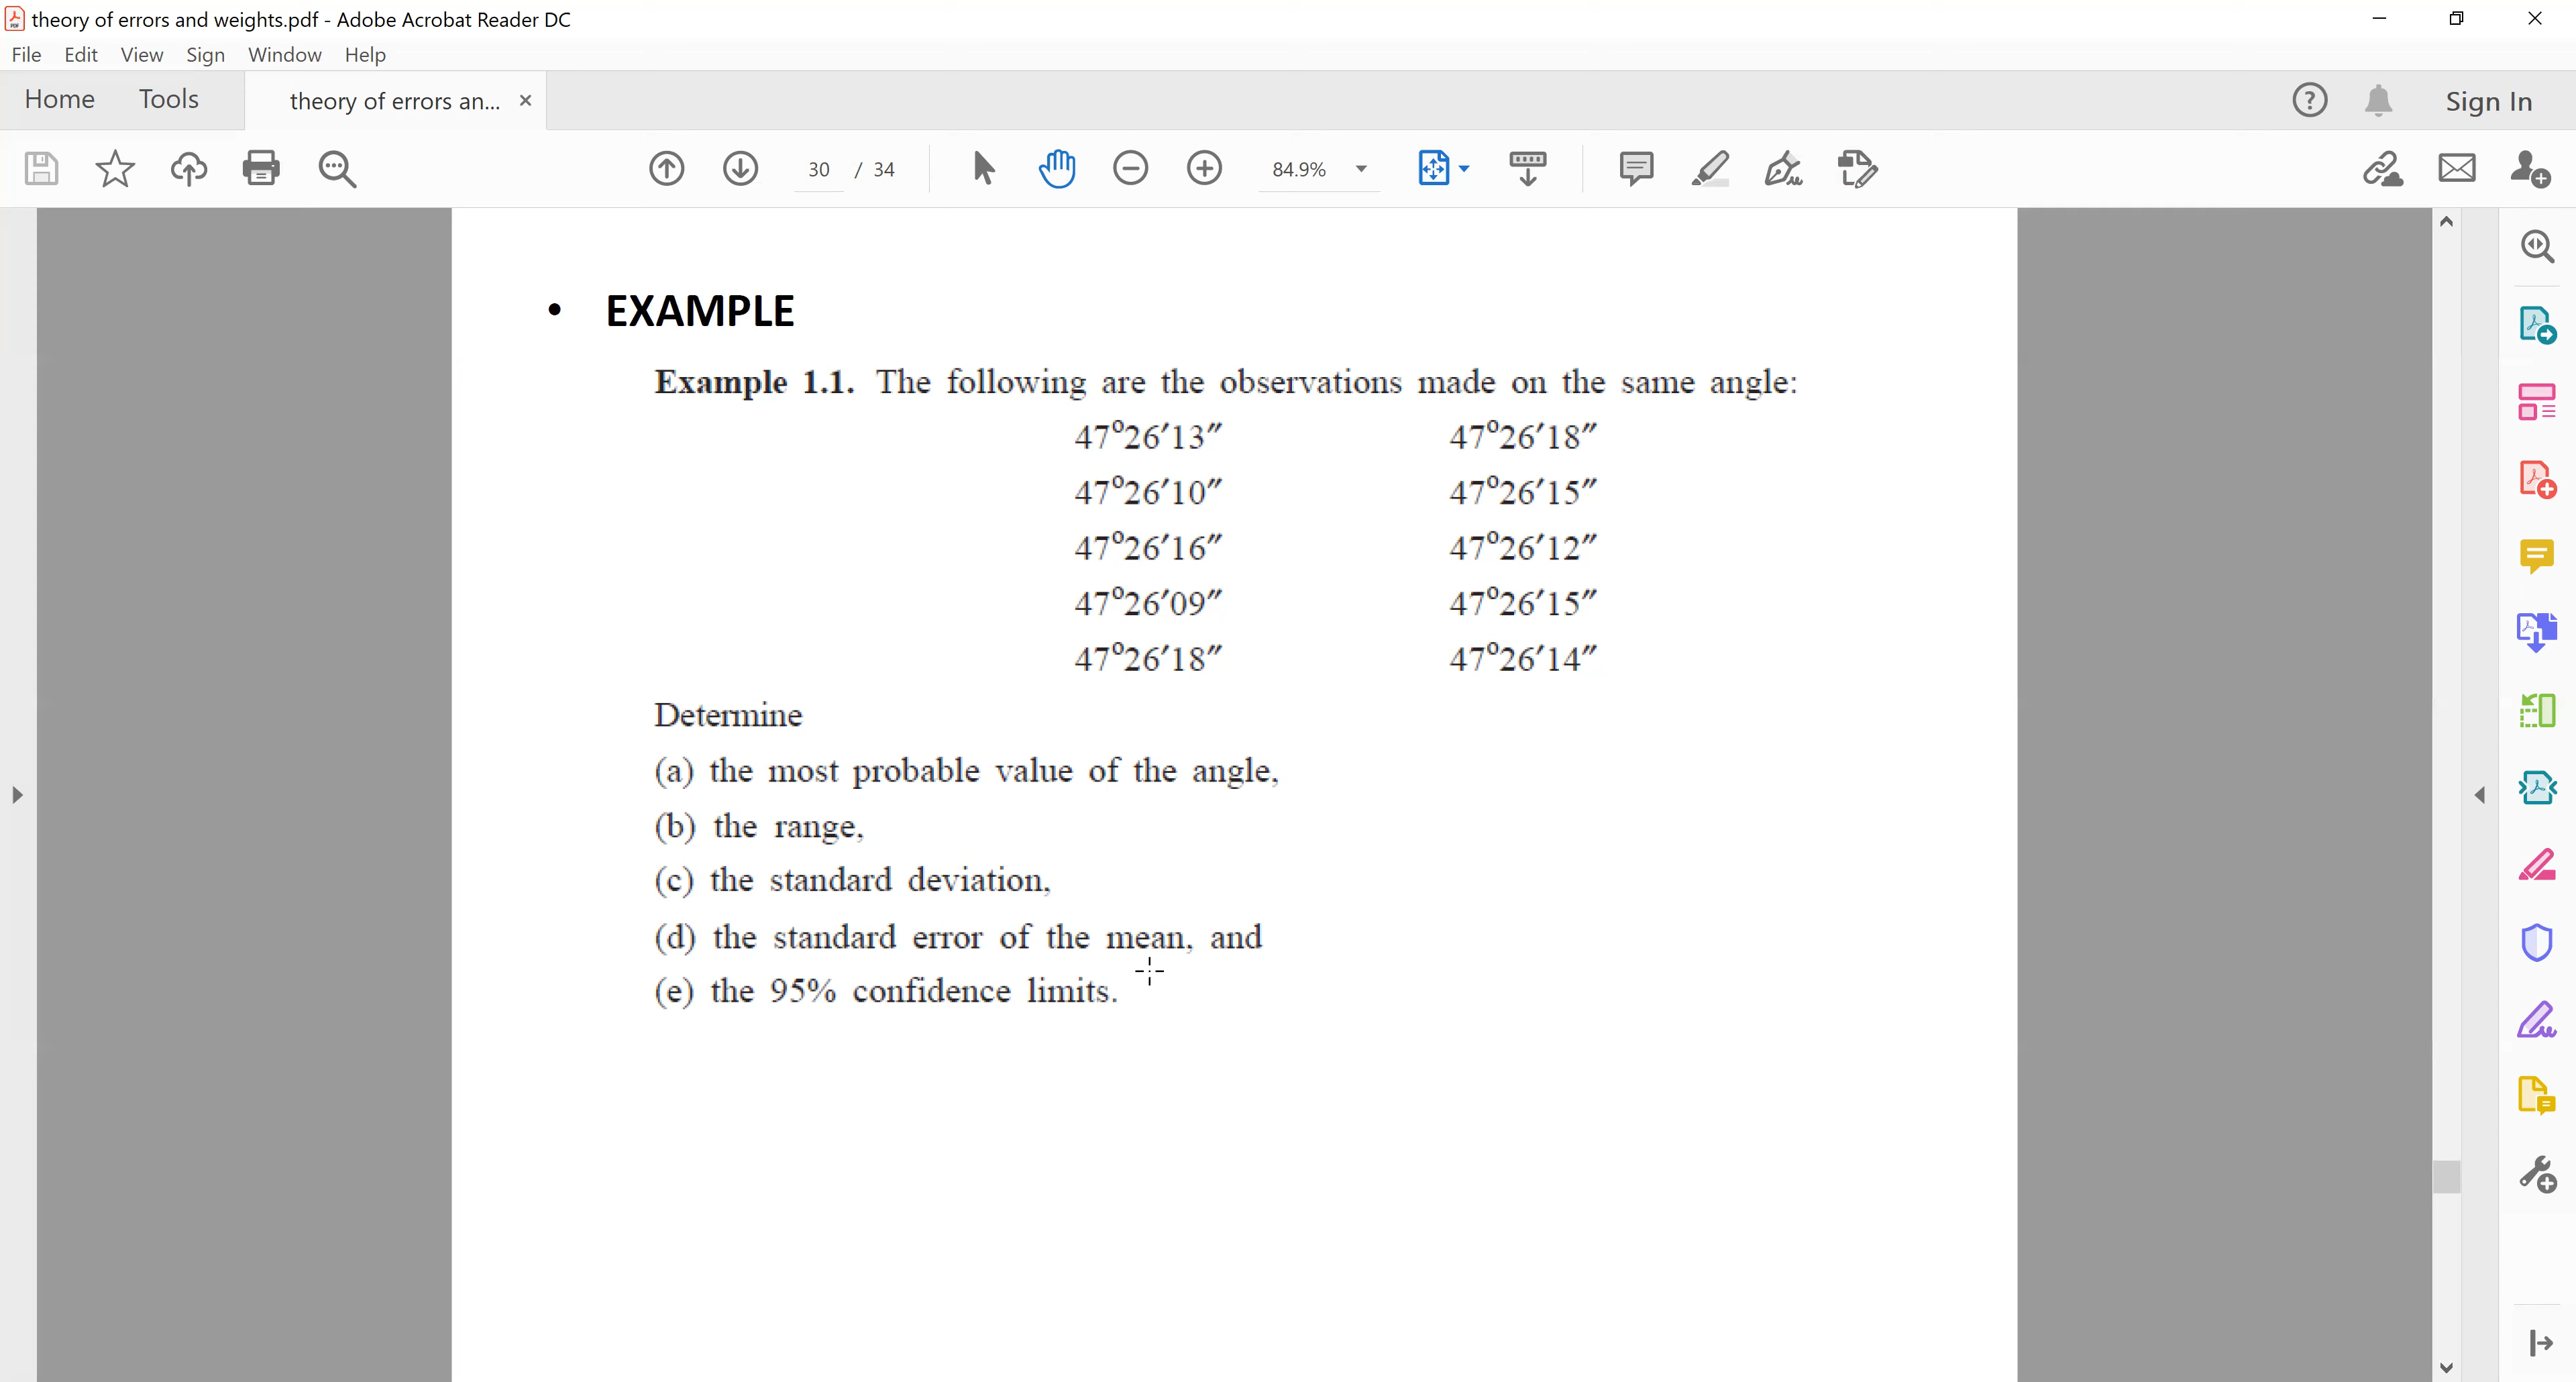 theory of errors and weights.pdf - Adobe Acrobat Reader DC
File Edit View Sign Window Help
Home Tools theory of errors an... × Sign In
30 / 34 84.9%
• EXAMPLE
Example 1.1. The following are the observations made on the same angle:
47°26′13″ 47°26′18″
47°26′10″ 47°26′15″
47°26′16″ 47°26′12″
47°26′09″ 47°26′15″
47°26′18″ 47°26′14″
Determine
(a) the most probable value of the angle,
(b) the range,
(c) the standard deviation,
(d) the standard error of the mean, and
(e) the 95% confidence limits.